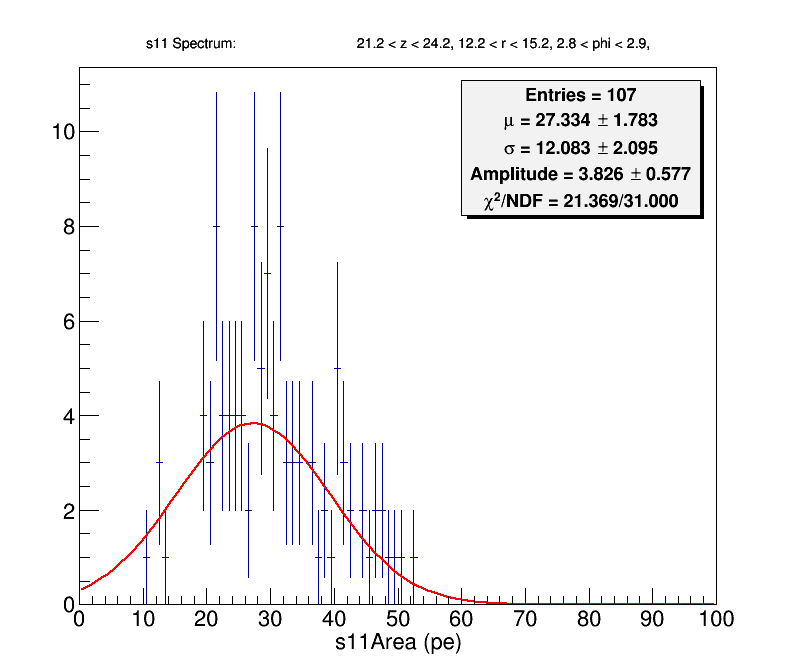 s11 Spectrum: 21.2 < z < 24.2, 12.2 < r < 15.2, 2.8 < phi < 2.9,
Entries = 107
μ = 27.334 ± 1.783
σ = 12.083 ± 2.095
Amplitude = 3.826 ± 0.577
χ²/NDF = 21.369/31.000
10
8
6
4
2
0
0 10 20 30 40 50 60 70 80 90 100
s11Area (pe)